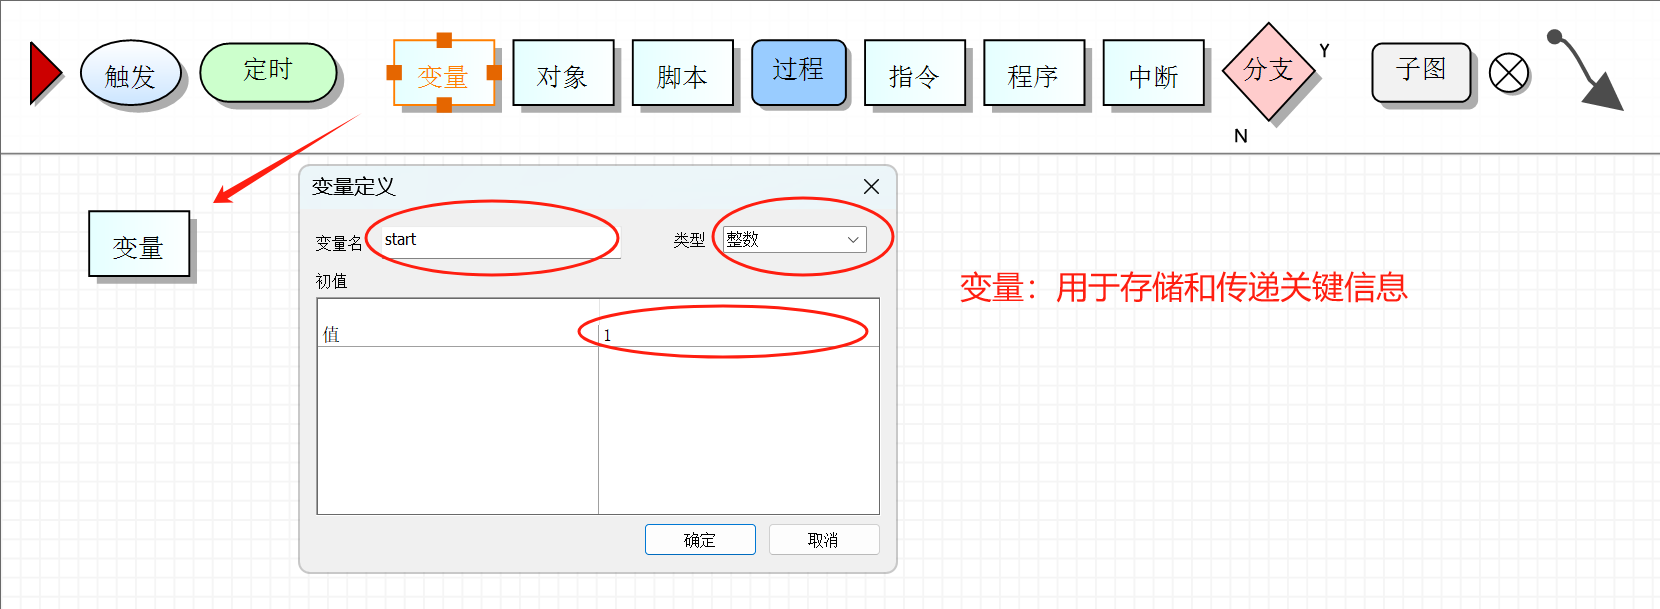 触发
定时
变量
对象
脚本
过程
指令
程序
中断
分支
Y
N
子图
变量
变量定义
变量名
start
类型
整数
初值
值
1
确定
取消
变量：用于存储和传递关键信息